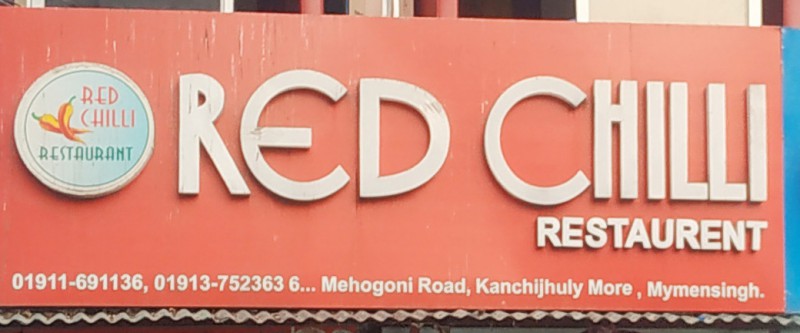 RED
CHILLI
RESTAURANT
RED CHILLI
RESTAURENT
01911-691136, 01913-752363 6... Mehogoni Road, Kanchijhuly More , Mymensingh.